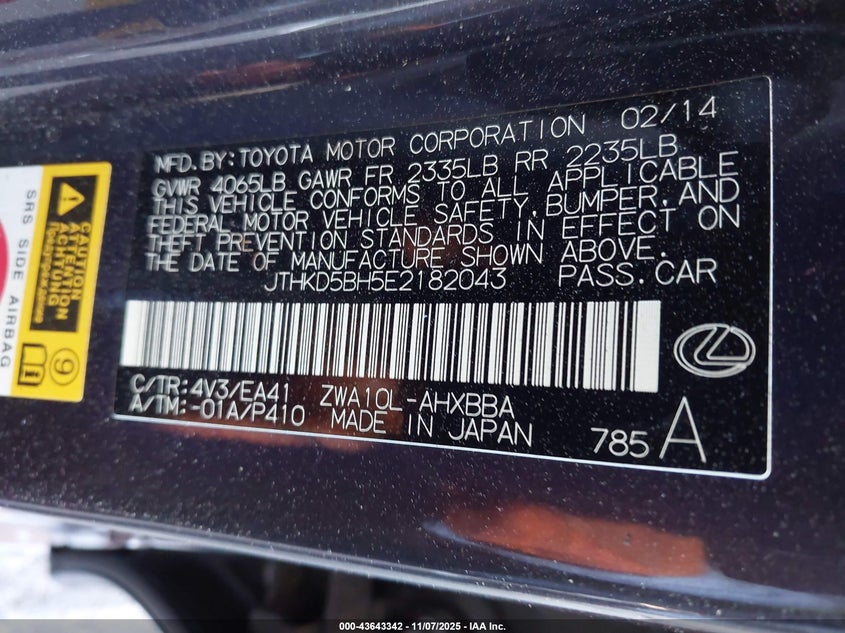 MFD. BY: TOYOTA MOTOR CORPORATION 02/14
GVWR 4065LB GAWR FR 2335LB RR 2235LB
THIS VEHICLE CONFORMS TO ALL APPLICABLE
FEDERAL MOTOR VEHICLE SAFETY, BUMPER, AND
THEFT PREVENTION STANDARDS IN EFFECT ON
THE DATE OF MANUFACTURE SHOWN ABOVE.
JTHKD5BH5E2182043 PASS. CAR
C/TR: 4V3/EA41 ZWA10L-AHXBBA
A/TM: -01A/P410 MADE IN JAPAN
785 A
CAUTION
ATTENTION
ACHTUNG
SRS SIDE AIRBAG
9
000-43643342 - 11/07/2025 - IAA Inc.